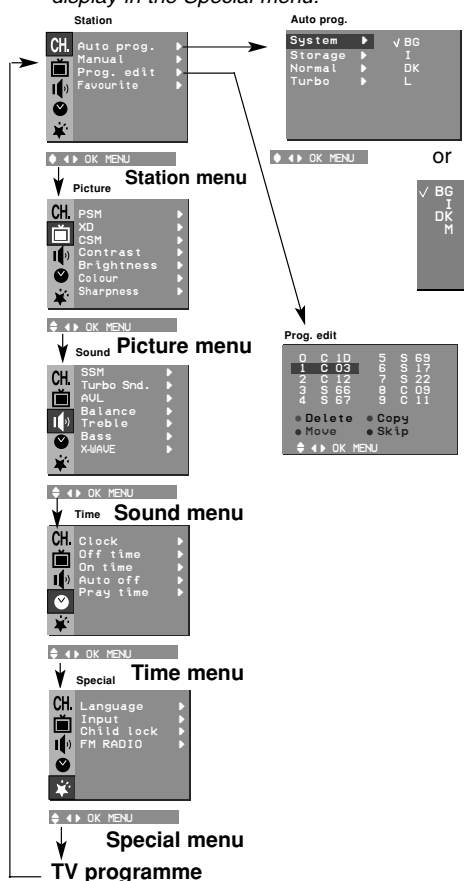 display in the Special menu.
Station
CH.
Auto prog.
Manual
Prog. edit
Favourite
OK MENU
Station menu
Auto prog.
System √ BG
Storage I
Normal DK
Turbo L
OK MENU
or
√ BG
I
DK
M
Picture
CH.
PSM
XD
CSM
Contrast
Brightness
Colour
Sharpness
OK MENU
Picture menu
Prog. edit
0 C 10 5 S 69
1 C 03 6 S 17
2 C 12 7 S 22
3 S 66 8 C 09
4 S 67 9 C 11
Delete Copy
Move Skip
OK MENU
Sound
CH.
SSM
Turbo Snd.
AVL
Balance
Treble
Bass
X-WAVE
OK MENU
Sound menu
Time
CH.
Clock
Off time
On time
Auto off
Pray time
OK MENU
Time menu
Special
CH.
Language
Input
Child lock
FM RADIO
OK MENU
Special menu
TV programme